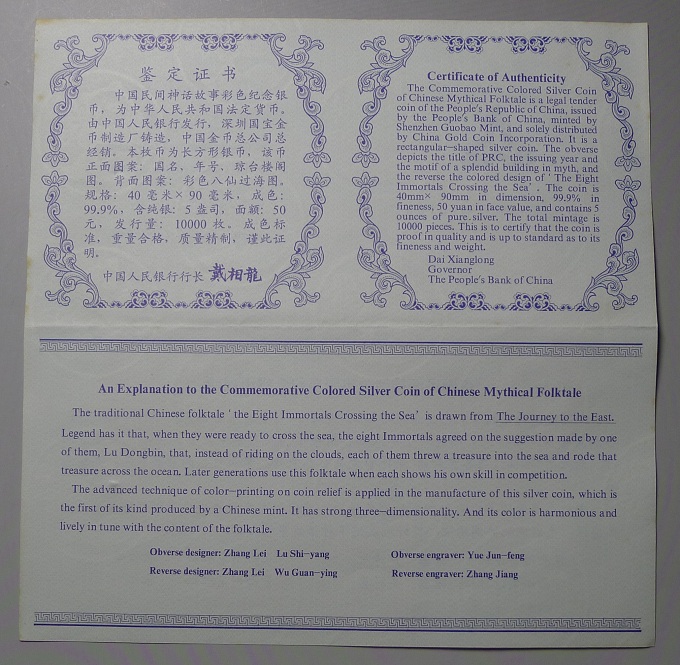 鉴定证书
中国民间神话故事彩色纪念银
币，为中华人民共和国法定货币。
由中国人民银行发行，深圳国宝金
币制造厂铸造，中国金币总公司总
经销。本枚币为长方形银币，该币
正面图案：国名、年号，琼台楼阁
图。背面图案：彩色八仙过海图。
规格：40 毫米×90 毫米，成色：
99.9%，含纯银：5 盎司，面额：50
元，发行量：10000 枚。成色标
准，重量合格，质量精制，谨此证
明。
中国人民银行行长 戴相龍
Certificate of Authenticity
The Commemorative Colored Silver Coin
of Chinese Mythical Folktale is a legal tender
coin of the People's Republic of China, issued
by the People's Bank of China, minted by
Shenzhen Guobao Mint, and solely distributed
by China Gold Coin Incorporation. It is a
rectangular-shaped silver coin. The obverse
depicts the title of PRC, the issuing year and
the motif of a splendid building in myth, and
the reverse the colored design of 'The Eight
Immortals Crossing the Sea'. The coin is
40mm× 90mm in dimension, 99.9% in
fineness, 50 yuan in face value, and contains 5
ounces of pure silver. The total mintage is
10000 pieces. This is to certify that the coin is
proof in quality and is up to standard as to its
fineness and weight.
Dai Xianglong
Governor
The People's Bank of China
An Explanation to the Commemorative Colored Silver Coin of Chinese Mythical Folktale
The traditional Chinese folktale 'the Eight Immortals Crossing the Sea' is drawn from The Journey to the East.
Legend has it that, when they were ready to cross the sea, the eight Immortals agreed on the suggestion made by one
of them, Lu Dongbin, that, instead of riding on the clouds, each of them threw a treasure into the sea and rode that
treasure across the ocean. Later generations use this folktale when each shows his own skill in competition.
The advanced technique of color-printing on coin relief is applied in the manufacture of this silver coin, which is
the first of its kind produced by a Chinese mint. It has strong three-dimensionality. And its color is harmonious and
lively in tune with the content of the folktale.
Obverse designer: Zhang Lei Lu Shi-yang
Obverse engraver: Yue Jun-feng
Reverse designer: Zhang Lei Wu Guan-ying
Reverse engraver: Zhang Jiang